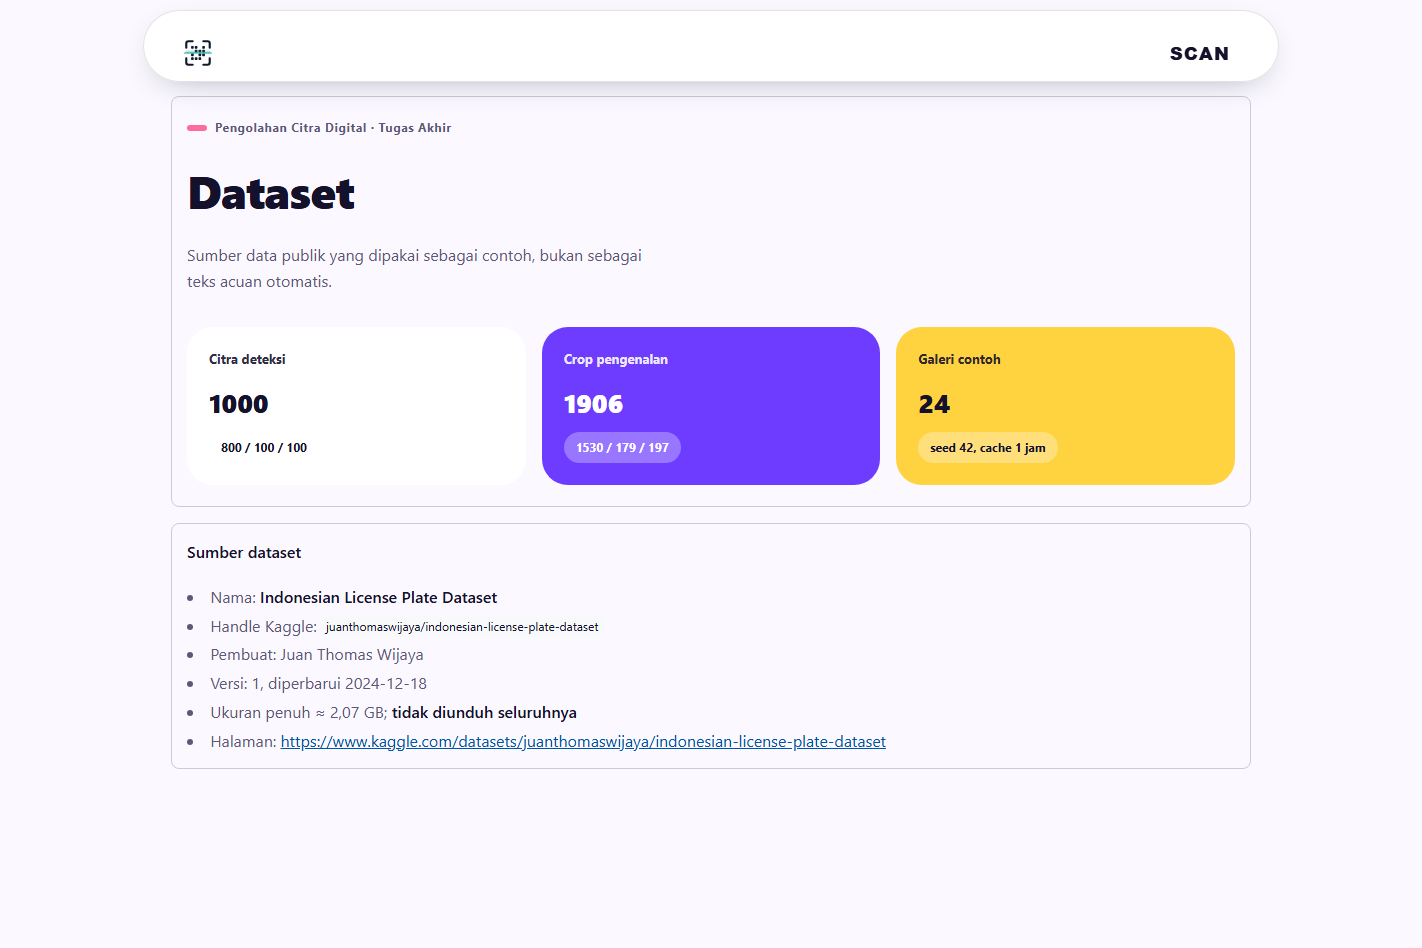 SCAN
Pengolahan Citra Digital · Tugas Akhir
Dataset
Sumber data publik yang dipakai sebagai contoh, bukan sebagai
teks acuan otomatis.
Citra deteksi
1000
800 / 100 / 100
Crop pengenalan
1906
1530 / 179 / 197
Galeri contoh
24
seed 42, cache 1 jam
Sumber dataset
• Nama: Indonesian License Plate Dataset
• Handle Kaggle: juanthomaswijaya/indonesian-license-plate-dataset
• Pembuat: Juan Thomas Wijaya
• Versi: 1, diperbarui 2024-12-18
• Ukuran penuh ≈ 2,07 GB; tidak diunduh seluruhnya
• Halaman: https://www.kaggle.com/datasets/juanthomaswijaya/indonesian-license-plate-dataset